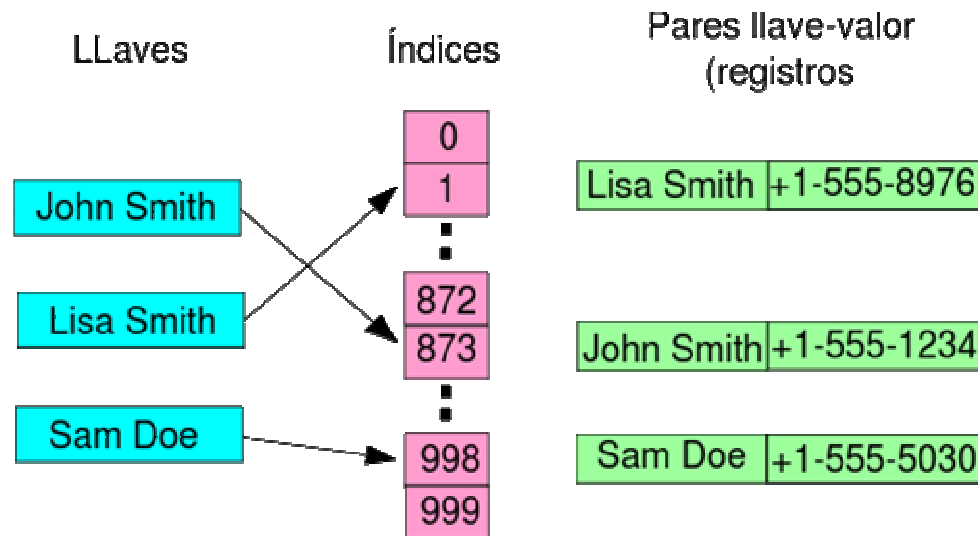 LLaves
Índices
Pares llave-valor
(registros
John Smith
Lisa Smith
Sam Doe
0
1
872
873
998
999
Lisa Smith +1-555-8976
John Smith +1-555-1234
Sam Doe +1-555-5030